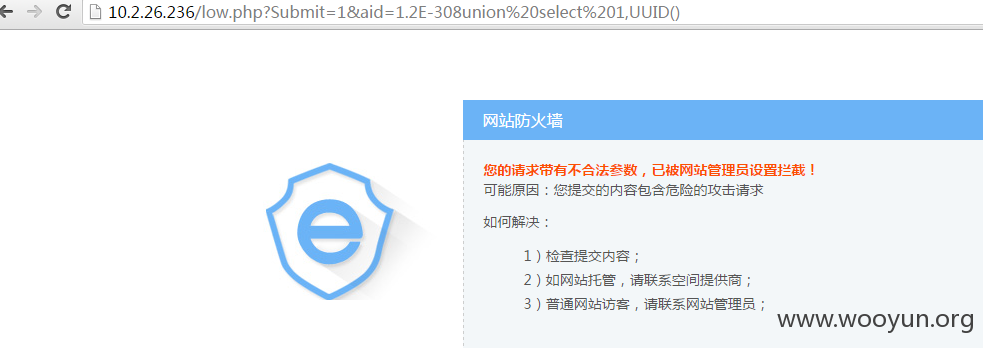 10.2.26.236/low.php?Submit=1&aid=1.2E-308union%20select%201,UUID()
网站防火墙
您的请求带有不合法参数，已被网站管理员设置拦截！
可能原因：您提交的内容包含危险的攻击请求
如何解决：
1）检查提交内容；
2）如网站托管，请联系空间提供商；
3）普通网站访客，请联系网站管理员；
www.wooyun.org